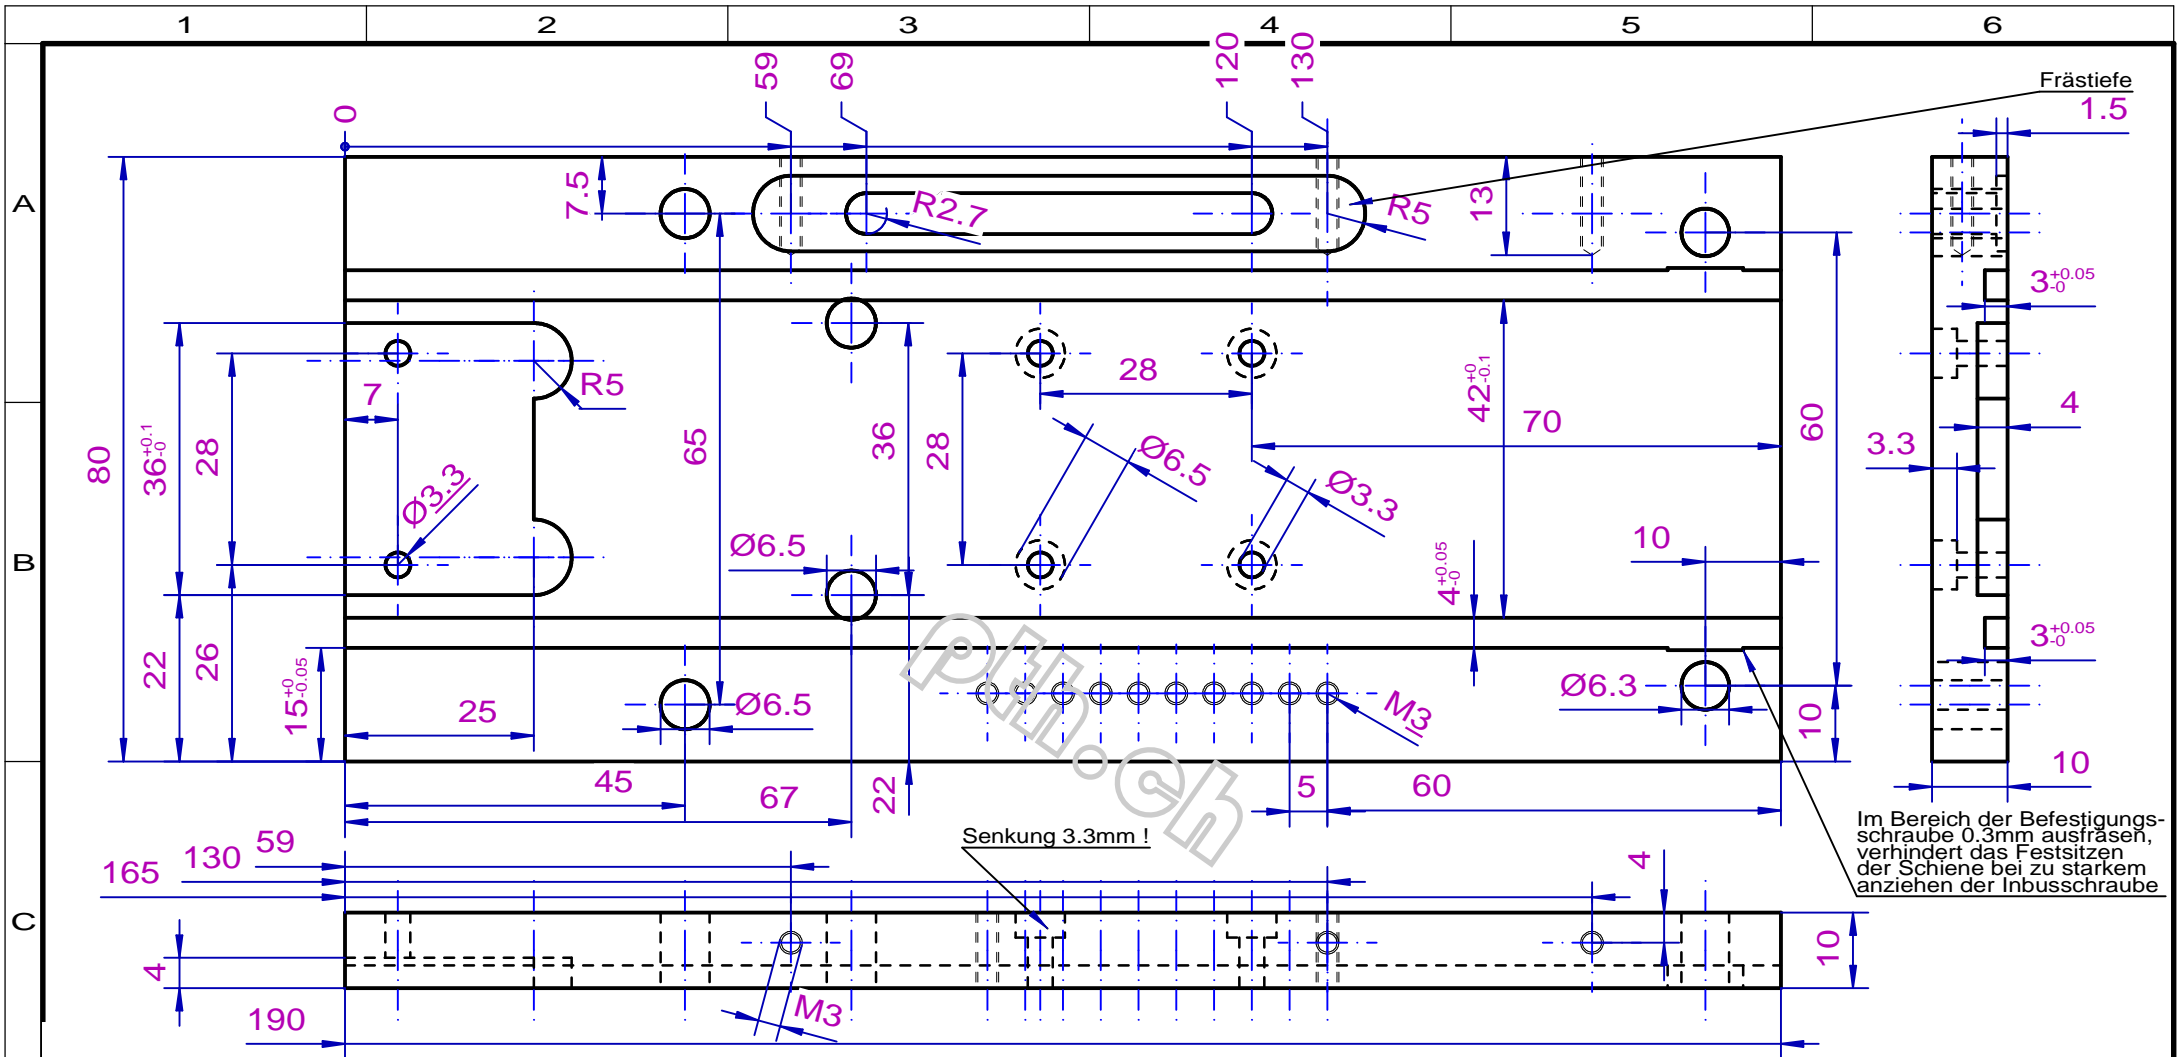 1 2 3 4 5 6
A
B
C
0
59
69
120
130
Frästiefe
1.5
7.5
R2.7
R5
13
3 +0.05 -0
7
R5
28
42 +0 -0.1
70
60
4
3.3
80
36 +0.1 -0
28
65
36
28
Ø6.5
Ø3.3
Ø3.3
Ø6.5
4 +0.05 -0
10
22
26
15 +0 -0.05
25
Ø6.5
M3
Ø6.3
10
3 +0.05 -0
10
45
67
22
5
60
pth.ch
59
130
165
Senkung 3.3mm !
4
Im Bereich der Befestigungs-
schraube 0.3mm ausfräsen,
verhindert das Festsitzen
der Schiene bei zu starkem
anziehen der Inbusschraube
4
10
M3
190